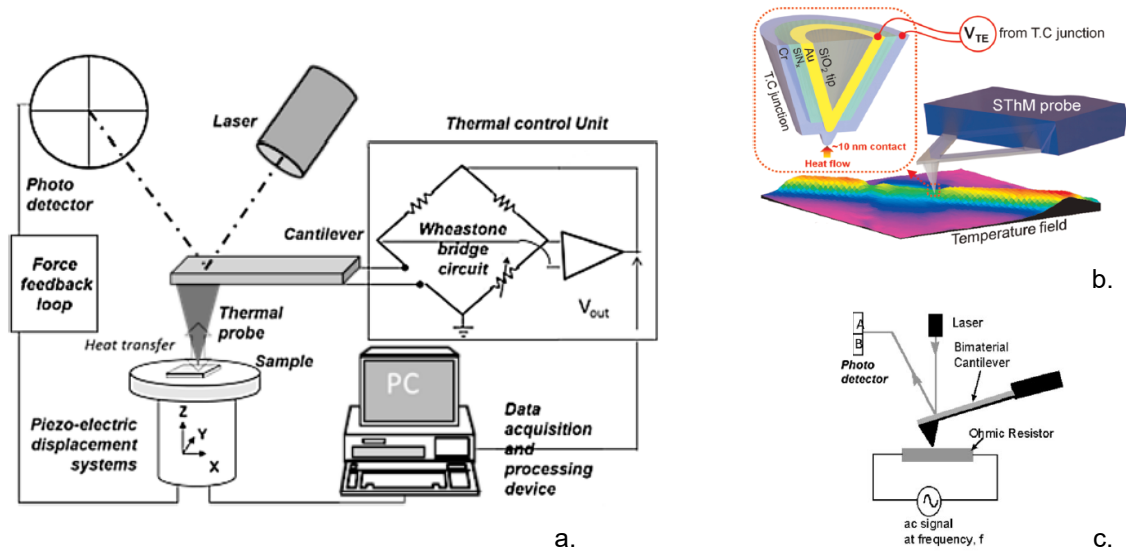 Photo
detector
Laser
Thermal control Unit
Cantilever
Wheastone
bridge
circuit
V_out
Force
feedback
loop
Thermal
probe
Heat transfer
Sample
Piezo-electric
displacement
systems
Z
Y
X
PC
Data
acquisition
and
processing
device
a.
V_TE from T.C junction
SiO₂ tip
Au
SiNₓ
Cr
T.C junction
~10 nm contact
Heat flow
SThM probe
Temperature field
b.
A
B
Laser
Bimaterial
Cantilever
Photo
detector
Ohmic Resistor
ac signal
at frequency, f
c.